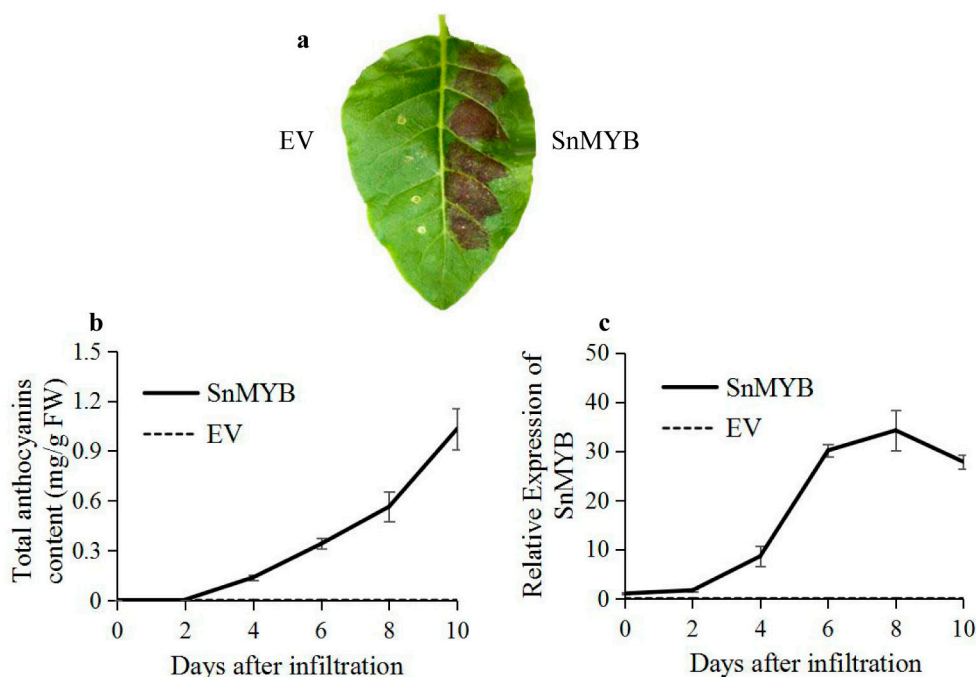 a
EV
SnMYB
b
1.5
1.2
0.9
0.6
0.3
0
SnMYB
EV
Total anthocyanins
content (mg/g FW)
0 2 4 6 8 10
Days after infiltration
c
50
40
30
20
10
0
SnMYB
EV
Relative Expression of
SnMYB
0 2 4 6 8 10
Days after infiltration